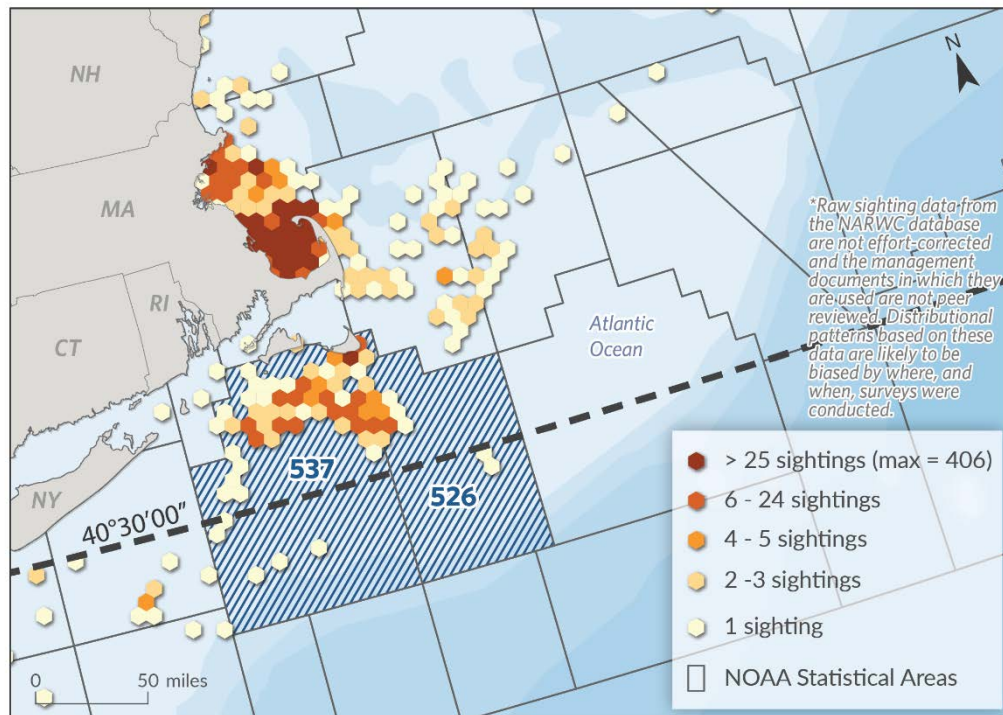 NH
N
MA
*Raw sighting data from
the NARWC database
are not effort-corrected
and the management
documents in which they
are used are not peer
reviewed. Distributional
patterns based on these
data are likely to be
biased by where, and
when, surveys were
conducted.
RI
CT
Atlantic
Ocean
537
526
NY
40°30'00"
> 25 sightings (max = 406)
6 - 24 sightings
4 - 5 sightings
2 -3 sightings
1 sighting
NOAA Statistical Areas
0 50 miles